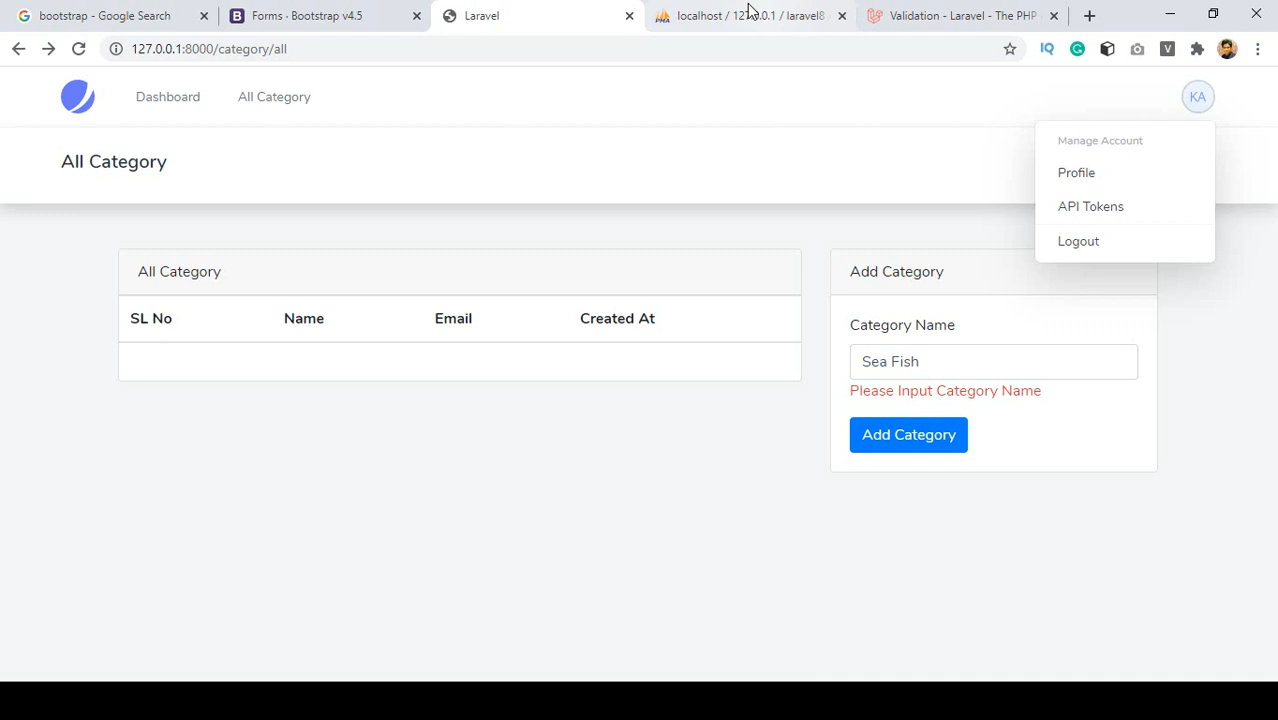 bootstrap - Google Search
Forms · Bootstrap v4.5
Laravel
localhost / 127.0.0.1 / laravel8
Validation - Laravel - The PHP
127.0.0.1:8000/category/all
IQ
V
Dashboard
All Category
KA
Manage Account
Profile
API Tokens
Logout
All Category
All Category
SL No
Name
Email
Created At
Add Category
Category Name
Sea Fish
Please Input Category Name
Add Category